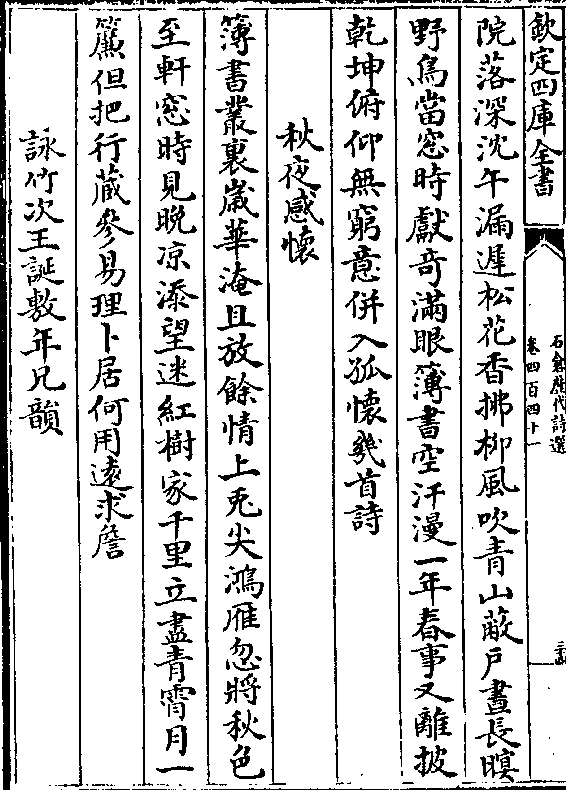 欽定四庫全書
石倉歷代詩選
卷四百四十一
院落深沈午漏遲松花香拂柳風吹青山敝戶晝長暝
野鳥當窓時獻奇滿眼簿書空汗漫一年春事又離披
乾坤俯仰無窮意併入孤懷幾首詩
秋夜感懷
簿書叢裏嵗華淹且放餘情上兎尖鴻雁忽將秋色
至軒窓時見晚凉添望迷紅樹家千里立盡青霄月一
簾但把行藏參易理卜居何用遠求詹
詠竹次王誕敷年兄韻